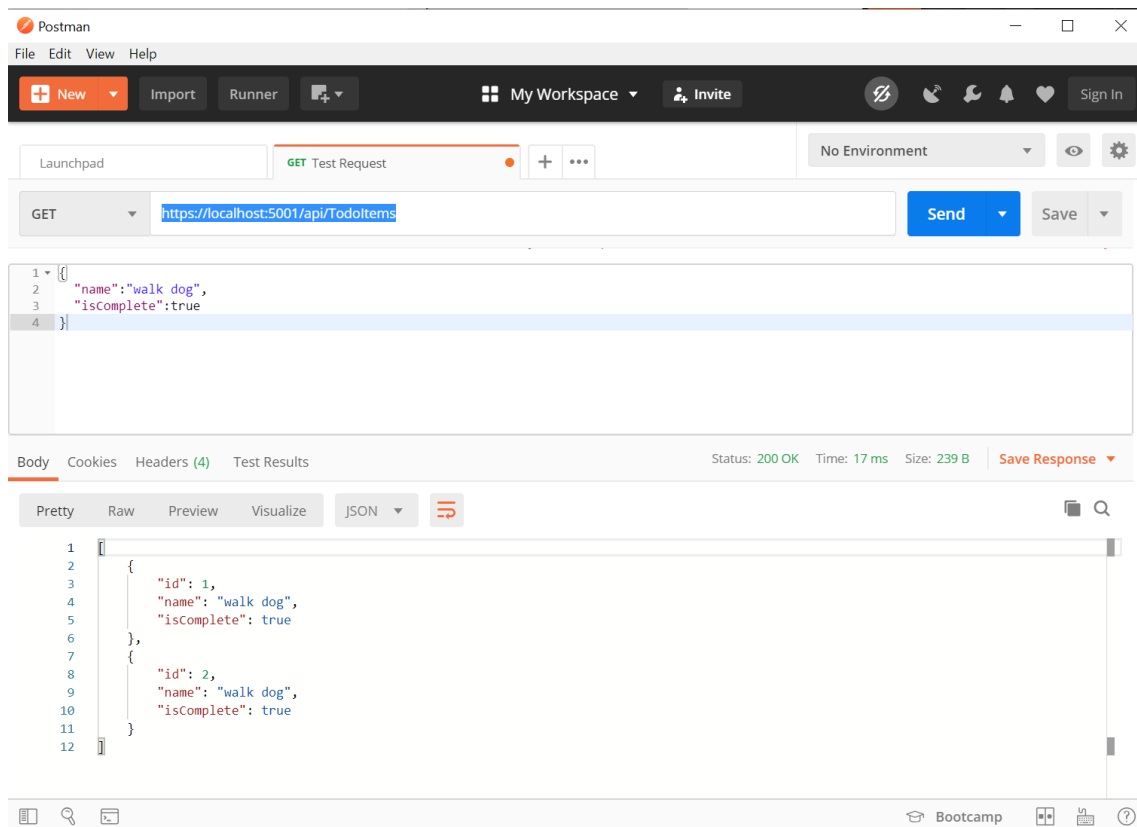 Postman
File Edit View Help
New Import Runner My Workspace Invite Sign In
Launchpad GET Test Request No Environment
GET https://localhost:5001/api/TodoItems Send Save
1 {
2 "name":"walk dog",
3 "isComplete":true
4 }
Body Cookies Headers (4) Test Results Status: 200 OK Time: 17 ms Size: 239 B Save Response
Pretty Raw Preview Visualize JSON
1 [
2 {
3 "id": 1,
4 "name": "walk dog",
5 "isComplete": true
6 },
7 {
8 "id": 2,
9 "name": "walk dog",
10 "isComplete": true
11 }
12 ]
Bootcamp